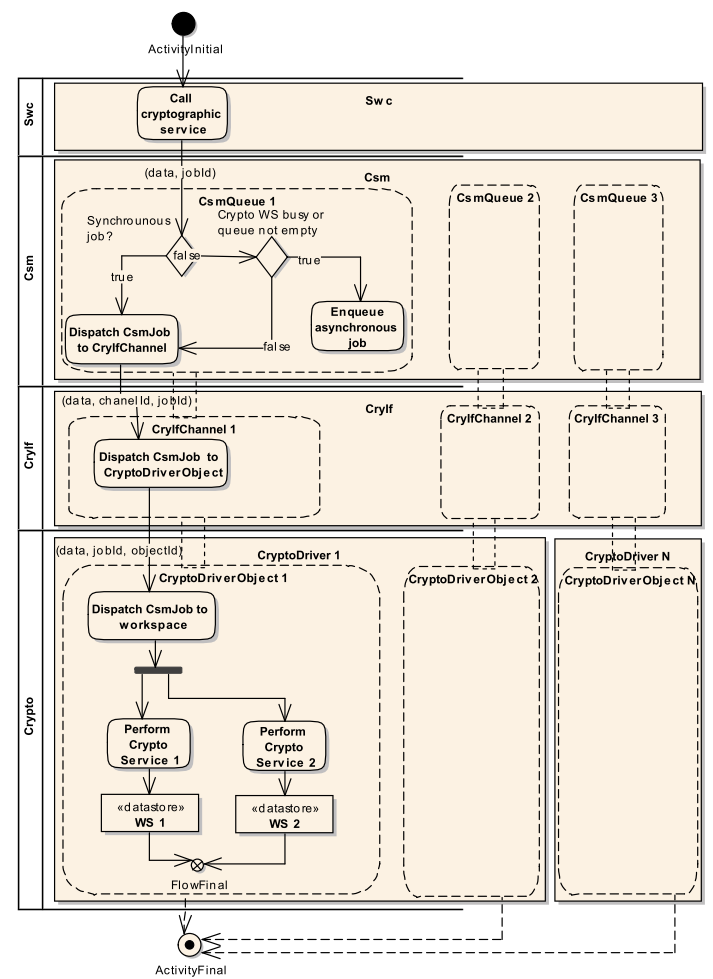 ActivityInitial
Swc
Swc
Call
cryptographic
service
(data, jobId)
Csm
Csm
CsmQueue 1
CsmQueue 2
CsmQueue 3
Synchrounous
job?
Crypto WS busy or
queue not empty
false
true
true
Dispatch CsmJob
to CryIfChannel
Enqueue
asynchronous
job
false
(data, chanelId, jobId)
CryIf
CryIf
CryIfChannel 1
CryIfChannel 2
CryIfChannel 3
Dispatch CsmJob to
CryptoDriverObject
(data, jobId, objectId)
Crypto
CryptoDriver 1
CryptoDriver N
CryptoDriverObject 1
CryptoDriverObject 2
CryptoDriverObject N
Dispatch CsmJob to
workspace
Perform
Crypto
Service 1
Perform
Crypto
Service 2
«datastore»
WS 1
«datastore»
WS 2
FlowFinal
ActivityFinal